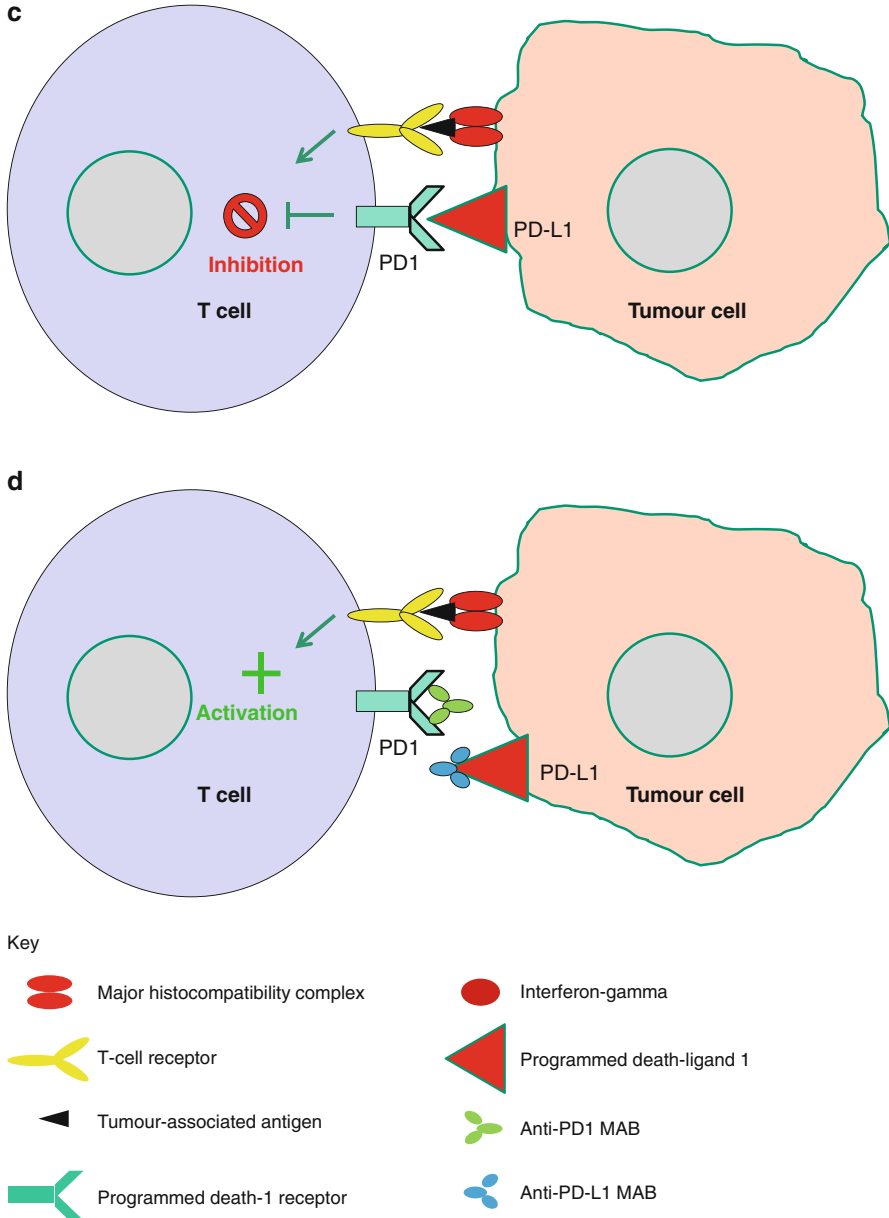 c
PD-L1
Inhibition
PD1
T cell
Tumour cell
d
Activation
PD1
PD-L1
T cell
Tumour cell
Key
Major histocompatibility complex
Interferon-gamma
T-cell receptor
Programmed death-ligand 1
Tumour-associated antigen
Anti-PD1 MAB
Programmed death-1 receptor
Anti-PD-L1 MAB